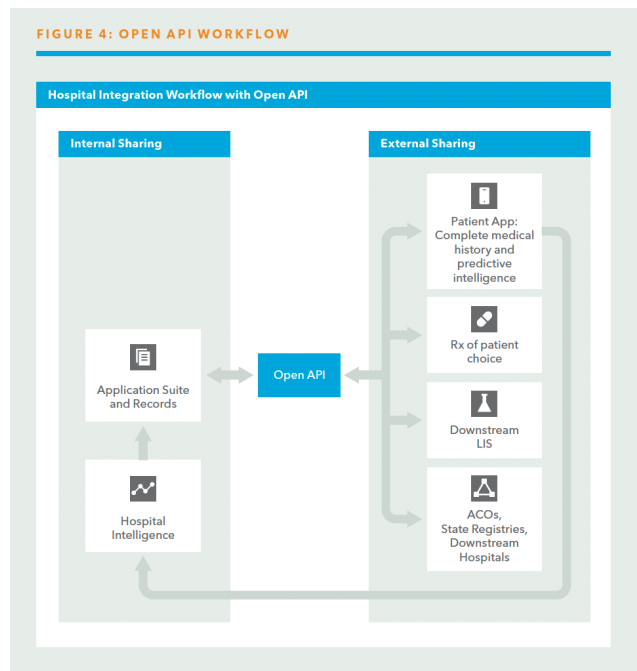 FIGURE 4: OPEN API WORKFLOW
Hospital Integration Workflow with Open API
Internal Sharing
External Sharing
Patient App:
Complete medical
history and
predictive
intelligence
Rx of patient
choice
Application Suite
and Records
Open API
Downstream
LIS
Hospital
Intelligence
ACOs,
State Registries,
Downstream
Hospitals